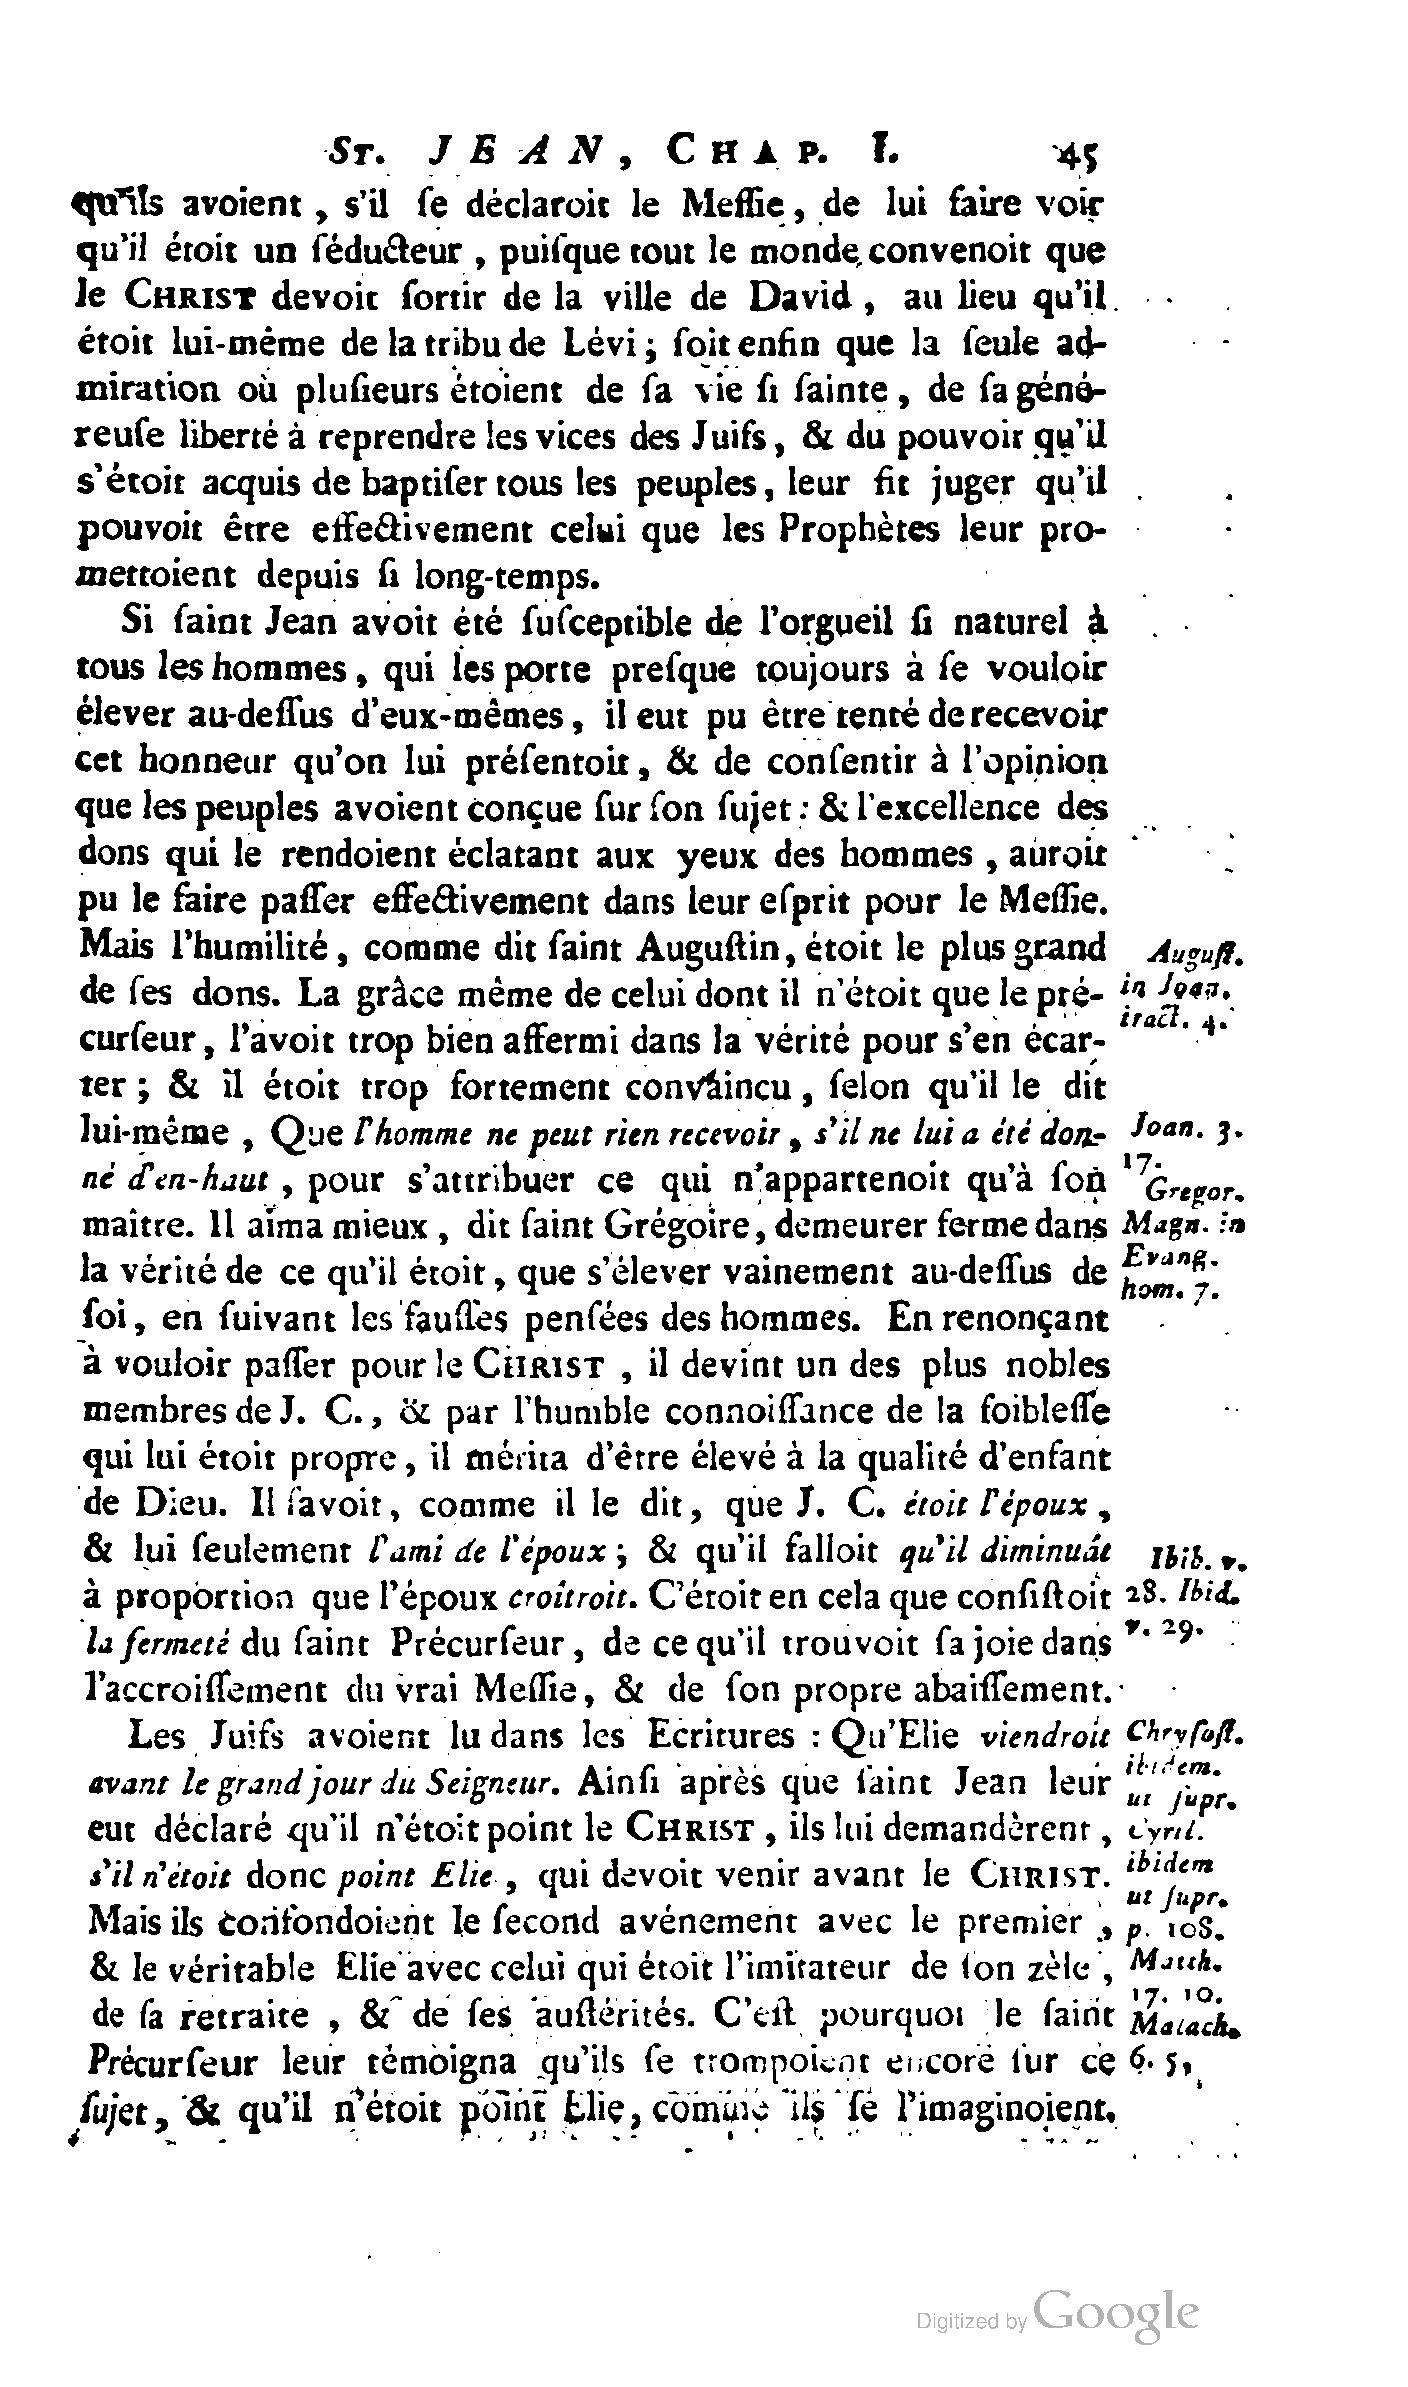 ST. JEAN, CHAP. I. 45
qu'ils avoient, s'il ſe déclaroit le Meſſie, de lui faire voir
qu'il étoit un ſéducteur, puiſque tout le monde convenoit que
le CHRIST devoit ſortir de la ville de David, au lieu qu'il
étoit lui-même de la tribu de Lévi; ſoit enfin que la ſeule ad-
miration où pluſieurs étoient de ſa vie ſi ſainte, de ſa géné-
reuſe liberté à reprendre les vices des Juifs, & du pouvoir qu'il
s'étoit acquis de baptiſer tous les peuples, leur fit juger qu'il
pouvoit être effectivement celui que les Prophètes leur pro-
mettoient depuis ſi long-temps.
Si ſaint Jean avoit été ſuſceptible de l'orgueil ſi naturel à
tous les hommes, qui les porte preſque toujours à ſe vouloir
élever au-deſſus d'eux-mêmes, il eut pu être tenté de recevoir
cet honneur qu'on lui préſentoit, & de conſentir à l'opinion
que les peuples avoient conçue ſur ſon ſujet: & l'excellence des
dons qui le rendoient éclatant aux yeux des hommes, auroit
pu le faire paſſer effectivement dans leur eſprit pour le Meſſie.
Mais l'humilité, comme dit ſaint Auguſtin, étoit le plus grand
de ſes dons. La grâce même de celui dont il n'étoit que le pré-
curſeur, l'avoit trop bien affermi dans la vérité pour s'en écar-
ter; & il étoit trop fortement convaincu, ſelon qu'il le dit
lui-même, Que l'homme ne peut rien recevoir, s'il ne lui a été don-
né d'en-haut, pour s'attribuer ce qui n'appartenoit qu'à ſon
maître. Il aima mieux, dit ſaint Grégoire, demeurer ferme dans
la vérité de ce qu'il étoit, que s'élever vainement au-deſſus de
ſoi, en ſuivant les fauſſes penſées des hommes. En renonçant
à vouloir paſſer pour le CHRIST, il devint un des plus nobles
membres de J. C., & par l'humble connoiſſance de la foibleſſe
qui lui étoit propre, il mérita d'être élevé à la qualité d'enfant
de Dieu. Il ſavoit, comme il le dit, que J. C. étoit l'époux,
& lui ſeulement l'ami de l'époux; & qu'il falloit qu'il diminuât
à proportion que l'époux croîtroit. C'étoit en cela que conſiſtoit
la fermeté du ſaint Précurſeur, de ce qu'il trouvoit ſa joie dans
l'accroiſſement du vrai Meſſie, & de ſon propre abaiſſement.
Les Juifs avoient lu dans les Ecritures : Qu'Elie viendroit
avant le grand jour du Seigneur. Ainſi après que ſaint Jean leur
eut déclaré qu'il n'étoit point le CHRIST, ils lui demandèrent,
s'il n'étoit donc point Elie, qui devoit venir avant le CHRIST.
Mais ils confondoient le ſecond avénement avec le premier,
& le véritable Elie avec celui qui étoit l'imitateur de ſon zèle,
de ſa retraite, & de ſes auſtérités. C'eſt pourquoi le ſaint
Précurſeur leur témoigna qu'ils ſe trompoient encore ſur ce
ſujet, & qu'il n'étoit point Elie, comme ils ſe l'imaginoient.
Auguſt.
in Joan.
tract. 4.
Joan. 3.
17.
Gregor.
Magn. in
Evang.
hom. 7.
Ibib. v.
28. Ibid.
v. 29.
Chryſoſt.
ibidem.
ut ſupr.
Cyril.
ibidem
ut ſupr.
p. 108.
Matth.
17. 10.
Malach.
6. 5,
Digitized by Google